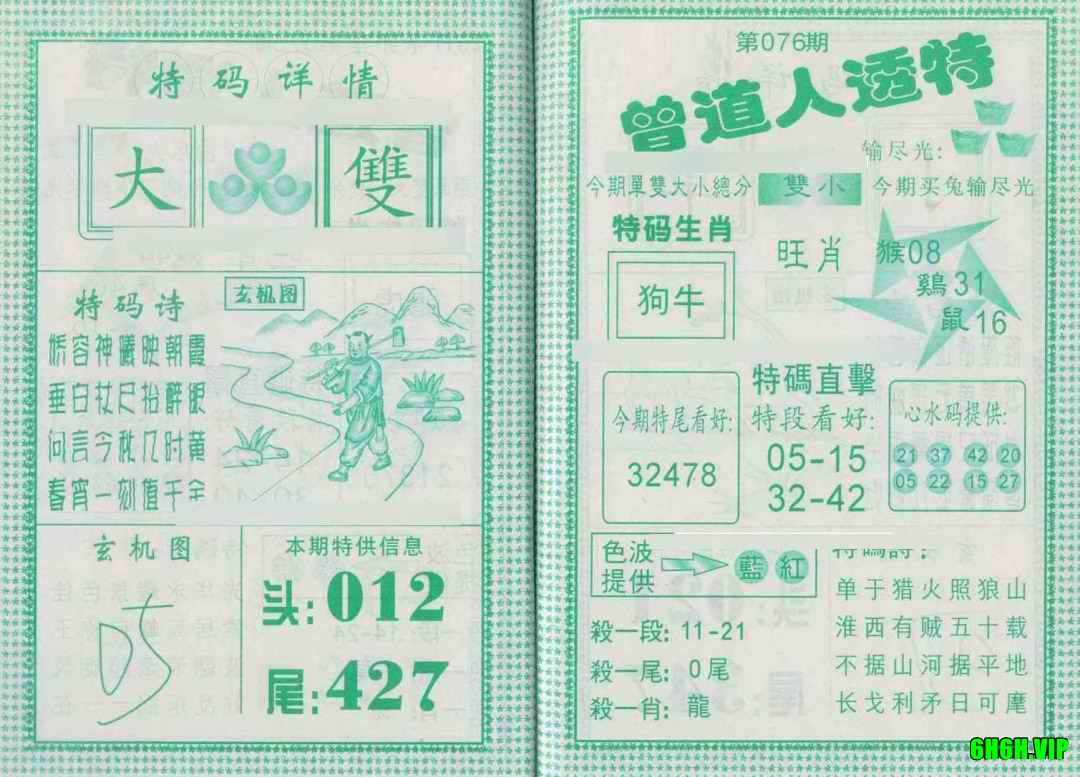 特码详情
大
雙
特码诗
娇容神仪映朝霞
垂白杖尺抬醉眼
问言今秋几时黄
春宵一刻值千金
玄机图
玄机图
本期特供信息
头:012
尾:427
第076期
曾道人透特
输尽光:
今期單雙大小總分 雙小 今期买兔输尽光
特码生肖
狗牛
旺肖
猴08
鷄31
鼠16
今期特尾看好:
32478
特碼直擊
特段看好:
05-15
32-42
心水码提供:
21 37 42 20
05 22 15 27
色波提供
藍 紅
殺一段: 11-21
殺一尾: 0尾
殺一肖: 龍
特碼詩:
单于猎火照狼山
淮西有贼五十载
不据山河据平地
长戈利矛日可麾
6H6H.VIP